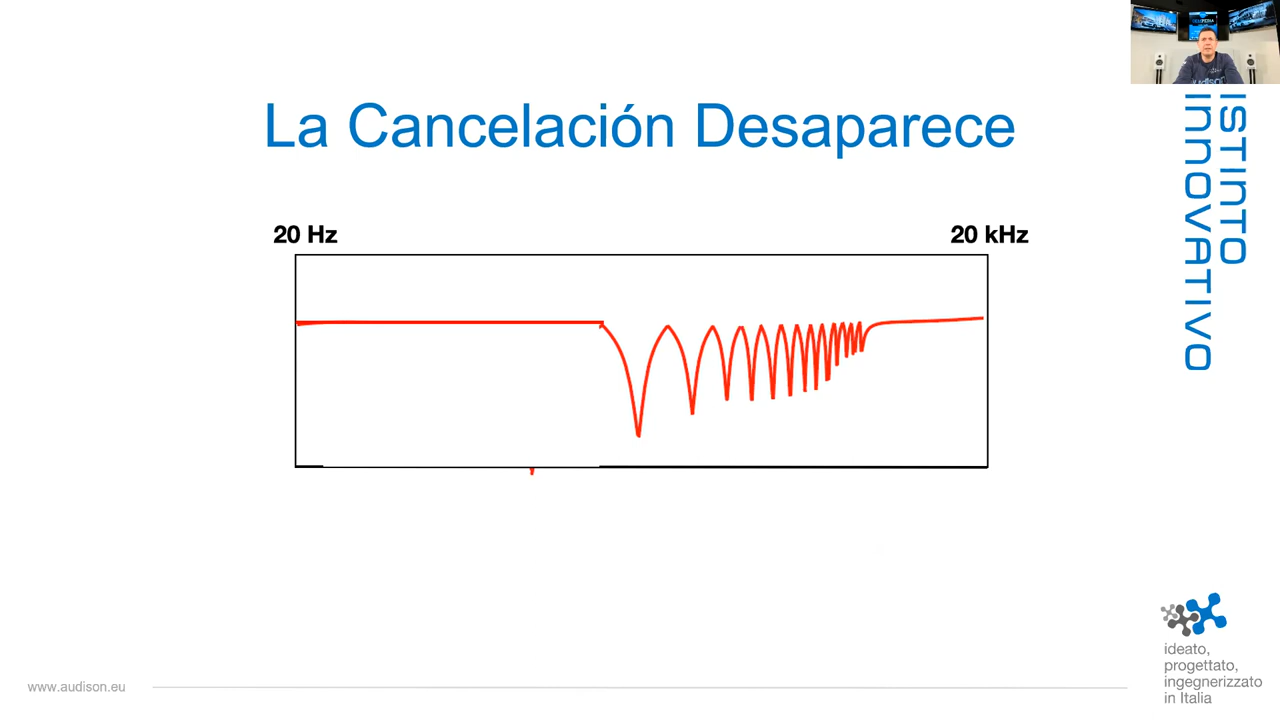 La Cancelación Desaparece
20 Hz
20 kHz
ISTINTO
INNOVATIVO
www.audison.eu
ideato,
progettato,
ingegnerizzato
in Italia